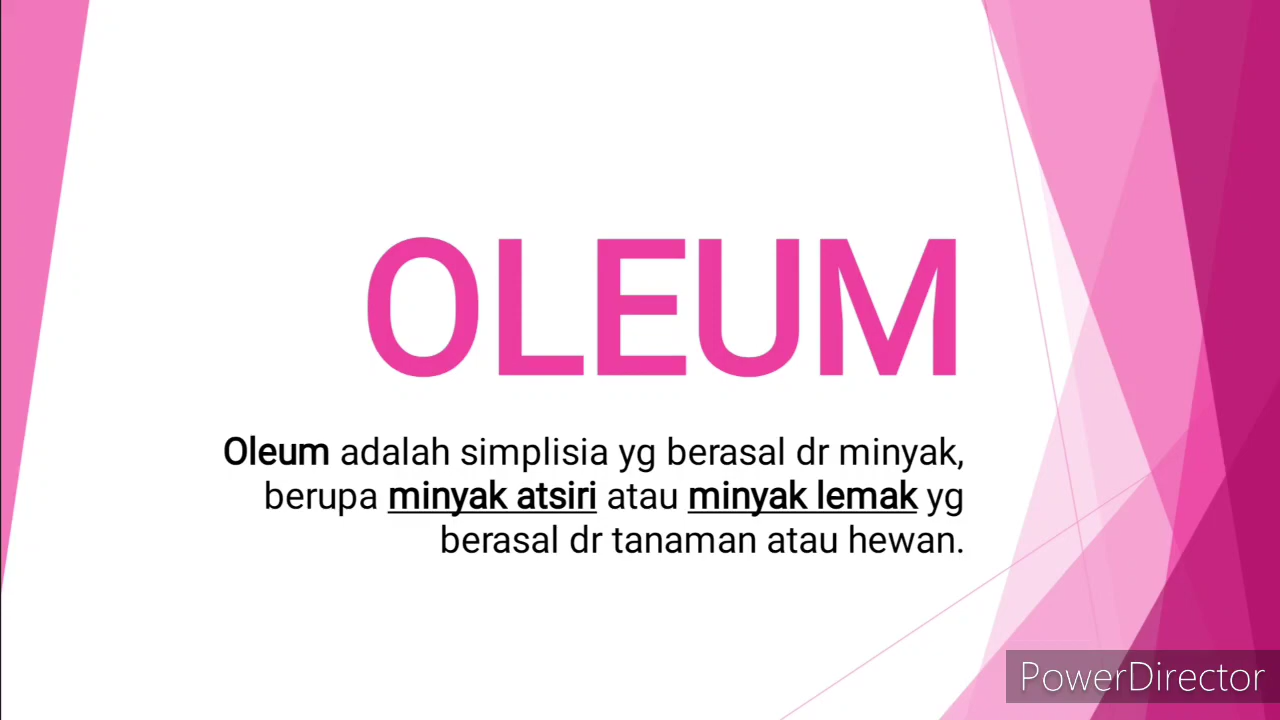 OLEUM
Oleum adalah simplisia yg berasal dr minyak,
berupa minyak atsiri atau minyak lemak yg
berasal dr tanaman atau hewan.
PowerDirector